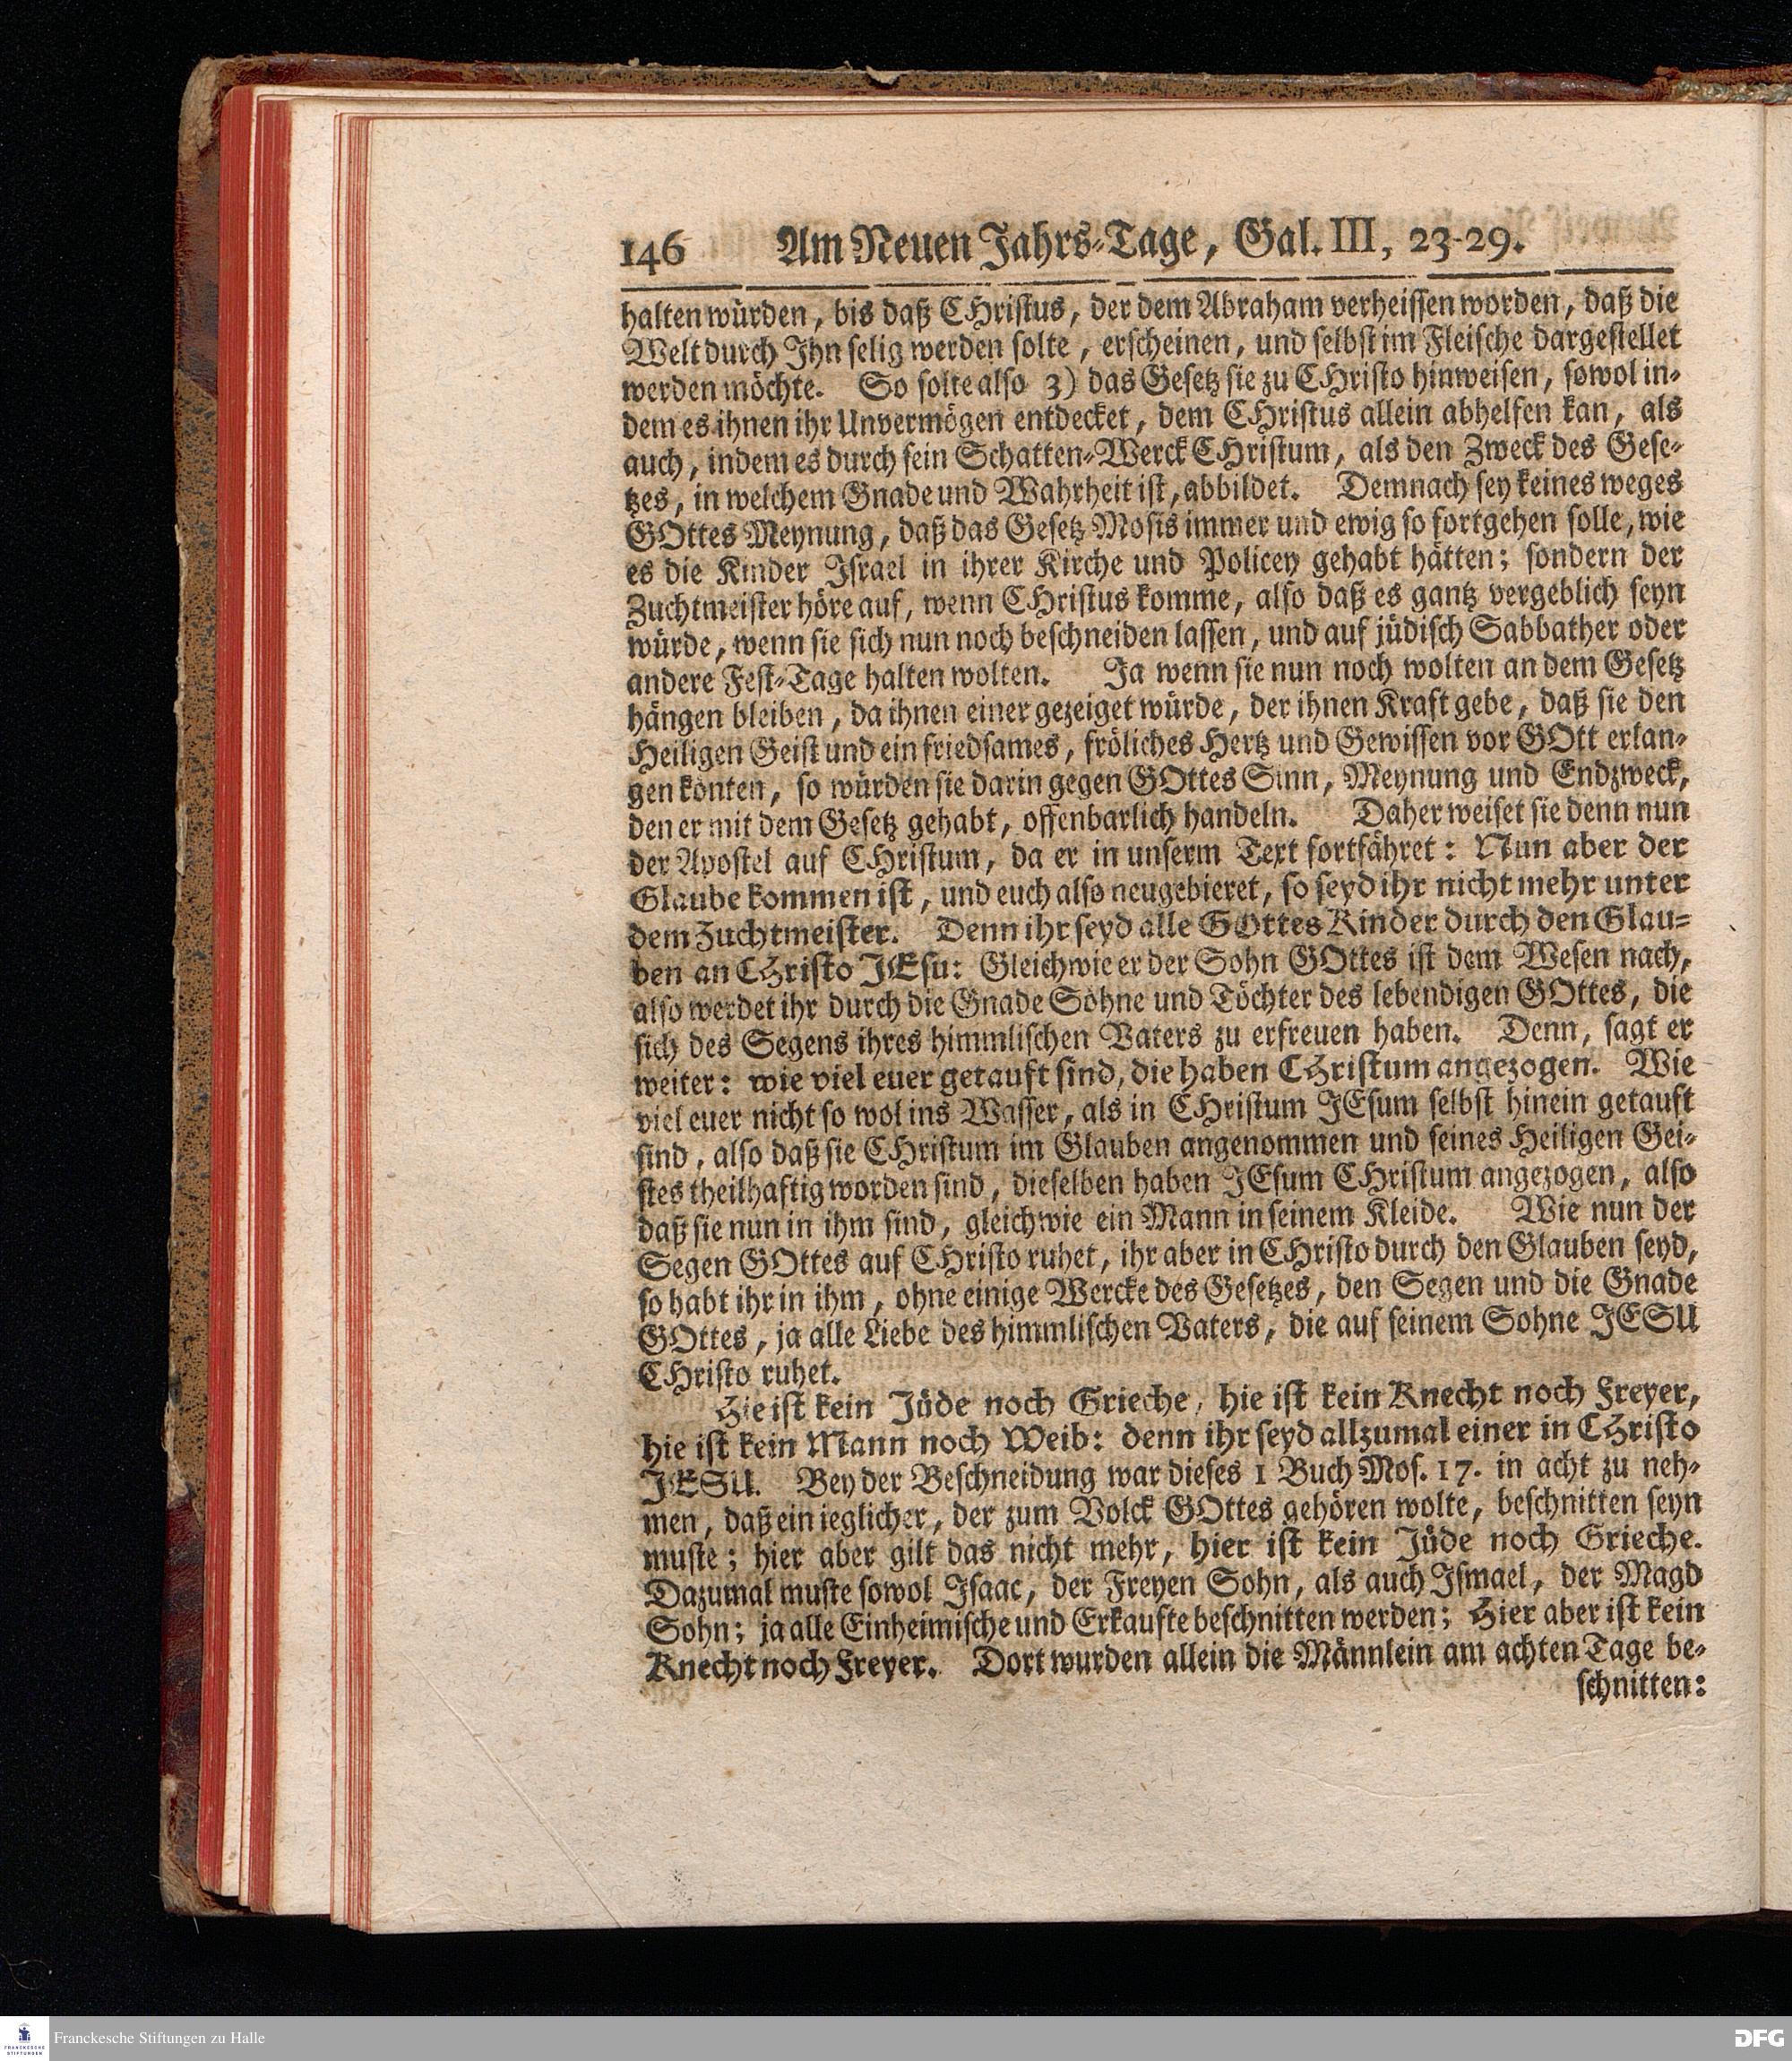 146 Am Neuen Jahrs-Tage, Gal. III, 23-29.
halten würden, bis daß CHristus, der dem Abraham verheissen worden, daß die
Welt durch Ihn selig werden solte, erscheinen, und selbst im Fleische dargestellet
werden möchte. So solte also 3) das Gesetz sie zu CHristo hinweisen, sowol in-
dem es ihnen ihr Unvermögen entdecket, dem CHristus allein abhelfen kan, als
auch, indem es durch sein Schatten-Werck CHristum, als den Zweck des Gese-
tzes, in welchem Gnade und Wahrheit ist, abbildet. Demnach sey keines weges
GOttes Meynung, daß das Gesetz Mosis immer und ewig so fortgehen solle, wie
es die Kinder Israel in ihrer Kirche und Policey gehabt hätten; sondern der
Zuchtmeister höre auf, wenn CHristus komme, also daß es gantz vergeblich seyn
würde, wenn sie sich nun noch beschneiden lassen, und auf jüdisch Sabbather oder
andere Fest-Tage halten wolten. Ja wenn sie nun noch wolten an dem Gesetz
hängen bleiben, da ihnen einer gezeiget würde, der ihnen Kraft gebe, daß sie den
Heiligen Geist und ein friedsames, fröliches Hertz und Gewissen vor GOtt erlan-
gen könten, so würden sie darin gegen GOttes Sinn, Meynung und Endzweck,
den er mit dem Gesetz gehabt, offenbarlich handeln. Daher weiset sie denn nun
der Apostel auf CHristum, da er in unserm Text fortfähret: Nun aber der
Glaube kommen ist, und euch also neugebieret, so seyd ihr nicht mehr unter
dem Zuchtmeister. Denn ihr seyd alle GOttes Kinder durch den Glau-
ben an CHristo JEsu: Gleichwie er der Sohn GOttes ist dem Wesen nach,
also werdet ihr durch die Gnade Söhne und Töchter des lebendigen GOttes, die
sich des Segens ihres himmlischen Vaters zu erfreuen haben. Denn, sagt er
weiter: wie viel euer getauft sind, die haben CHristum angezogen. Wie
viel euer nicht so wol ins Wasser, als in CHristum JEsum selbst hinein getauft
sind, also daß sie CHristum im Glauben angenommen und seines Heiligen Gei-
stes theilhaftig worden sind, dieselben haben JEsum CHristum angezogen, also
daß sie nun in ihm sind, gleichwie ein Mann in seinem Kleide. Wie nun der
Segen GOttes auf CHristo ruhet, ihr aber in CHristo durch den Glauben seyd,
so habt ihr in ihm, ohne einige Wercke des Gesetzes, den Segen und die Gnade
GOttes, ja alle Liebe des himmlischen Vaters, die auf seinem Sohne JESU
CHristo ruhet.
Hie ist kein Jüde noch Grieche, hie ist kein Knecht noch Freyer,
hie ist kein Mann noch Weib: denn ihr seyd allzumal einer in CHristo
JESU. Bey der Beschneidung war dieses 1 Buch Mos. 17. in acht zu neh-
men, daß ein ieglicher, der zum Volck GOttes gehören wolte, beschnitten seyn
muste; hier aber gilt das nicht mehr, hier ist kein Jüde noch Grieche.
Dazumal muste sowol Isaac, der Freyen Sohn, als auch Ismael, der Magd
Sohn; ja alle Einheimische und Erkaufte beschnitten werden; Hier aber ist kein
Knecht noch Freyer. Dort wurden allein die Männlein am achten Tage be-
schnitten:
FRANCKESCHE
STIFTUNGEN
Franckesche Stiftungen zu Halle
DFG